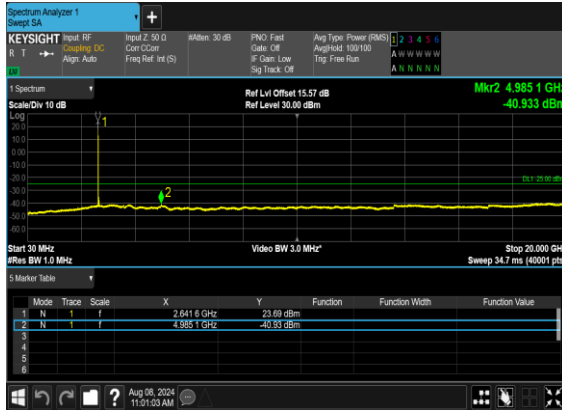 Spectrum Analyzer 1
Swept SA
+
KEYSIGHT Input: RF Input Z: 50 Ω #Atten: 30 dB PNO: Fast Avg Type: Power (RMS) 1 2 3 4 5 6
R T Coupling: DC Corr CCorr Gate: Off Avg|Hold: 100/100 A W W W W W
Align: Auto Freq Ref: Int (S) IF Gain: Low Trig: Free Run
Sig Track: Off A N N N N N
1 Spectrum Ref Lvl Offset 15.57 dB Mkr2 4.985 1 GHz
Scale/Div 10 dB Ref Level 30.00 dBm -40.933 dBm
Log
20.0
10.0
0.00
-10.0
-20.0
-30.0
-40.0
-50.0
-60.0
1
2
DL1 -25.00 dBm
Start 30 MHz Video BW 3.0 MHz* Stop 20.000 GHz
#Res BW 1.0 MHz Sweep 34.7 ms (40001 pts)
5 Marker Table
Mode Trace Scale X Y Function Function Width Function Value
1 N 1 f 2.641 6 GHz 23.69 dBm
2 N 1 f 4.985 1 GHz -40.93 dBm
3
4
5
6
? Aug 08, 2024
11:01:03 AM